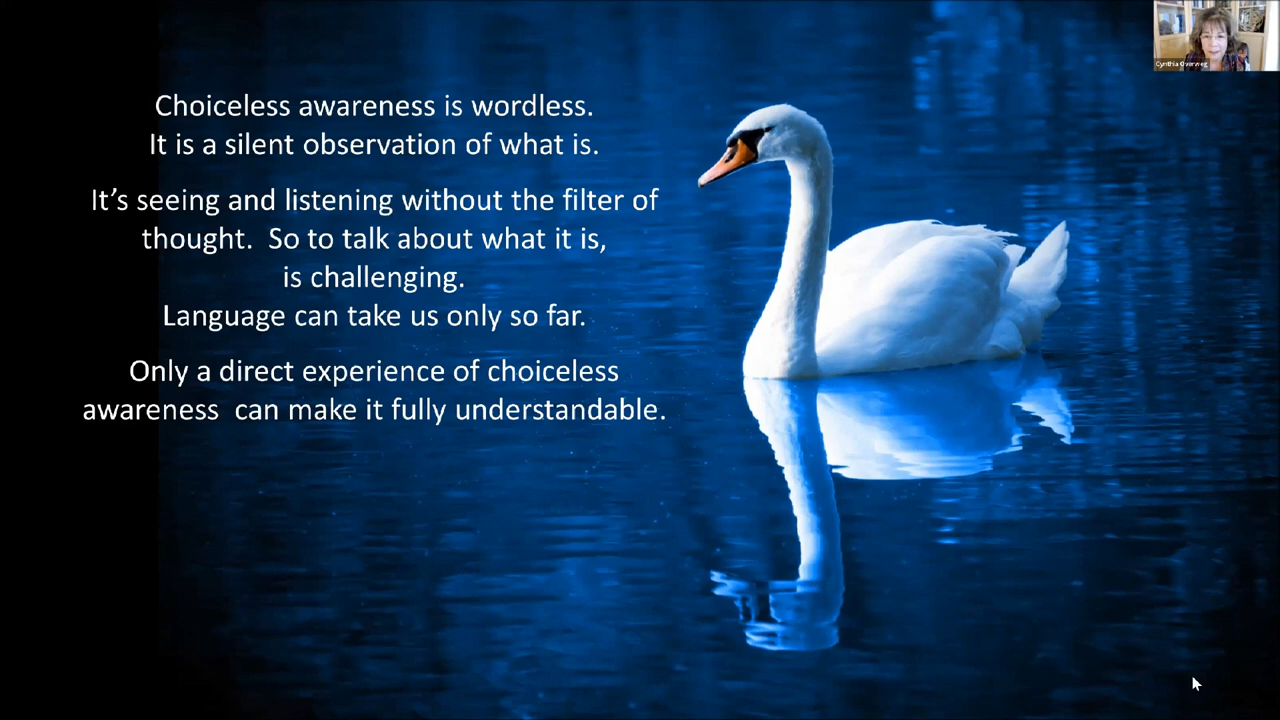 Cynthia Overweg
Choiceless awareness is wordless.
It is a silent observation of what is.
It’s seeing and listening without the filter of
thought.  So to talk about what it is,
is challenging.
Language can take us only so far.
Only a direct experience of choiceless
awareness  can make it fully understandable.